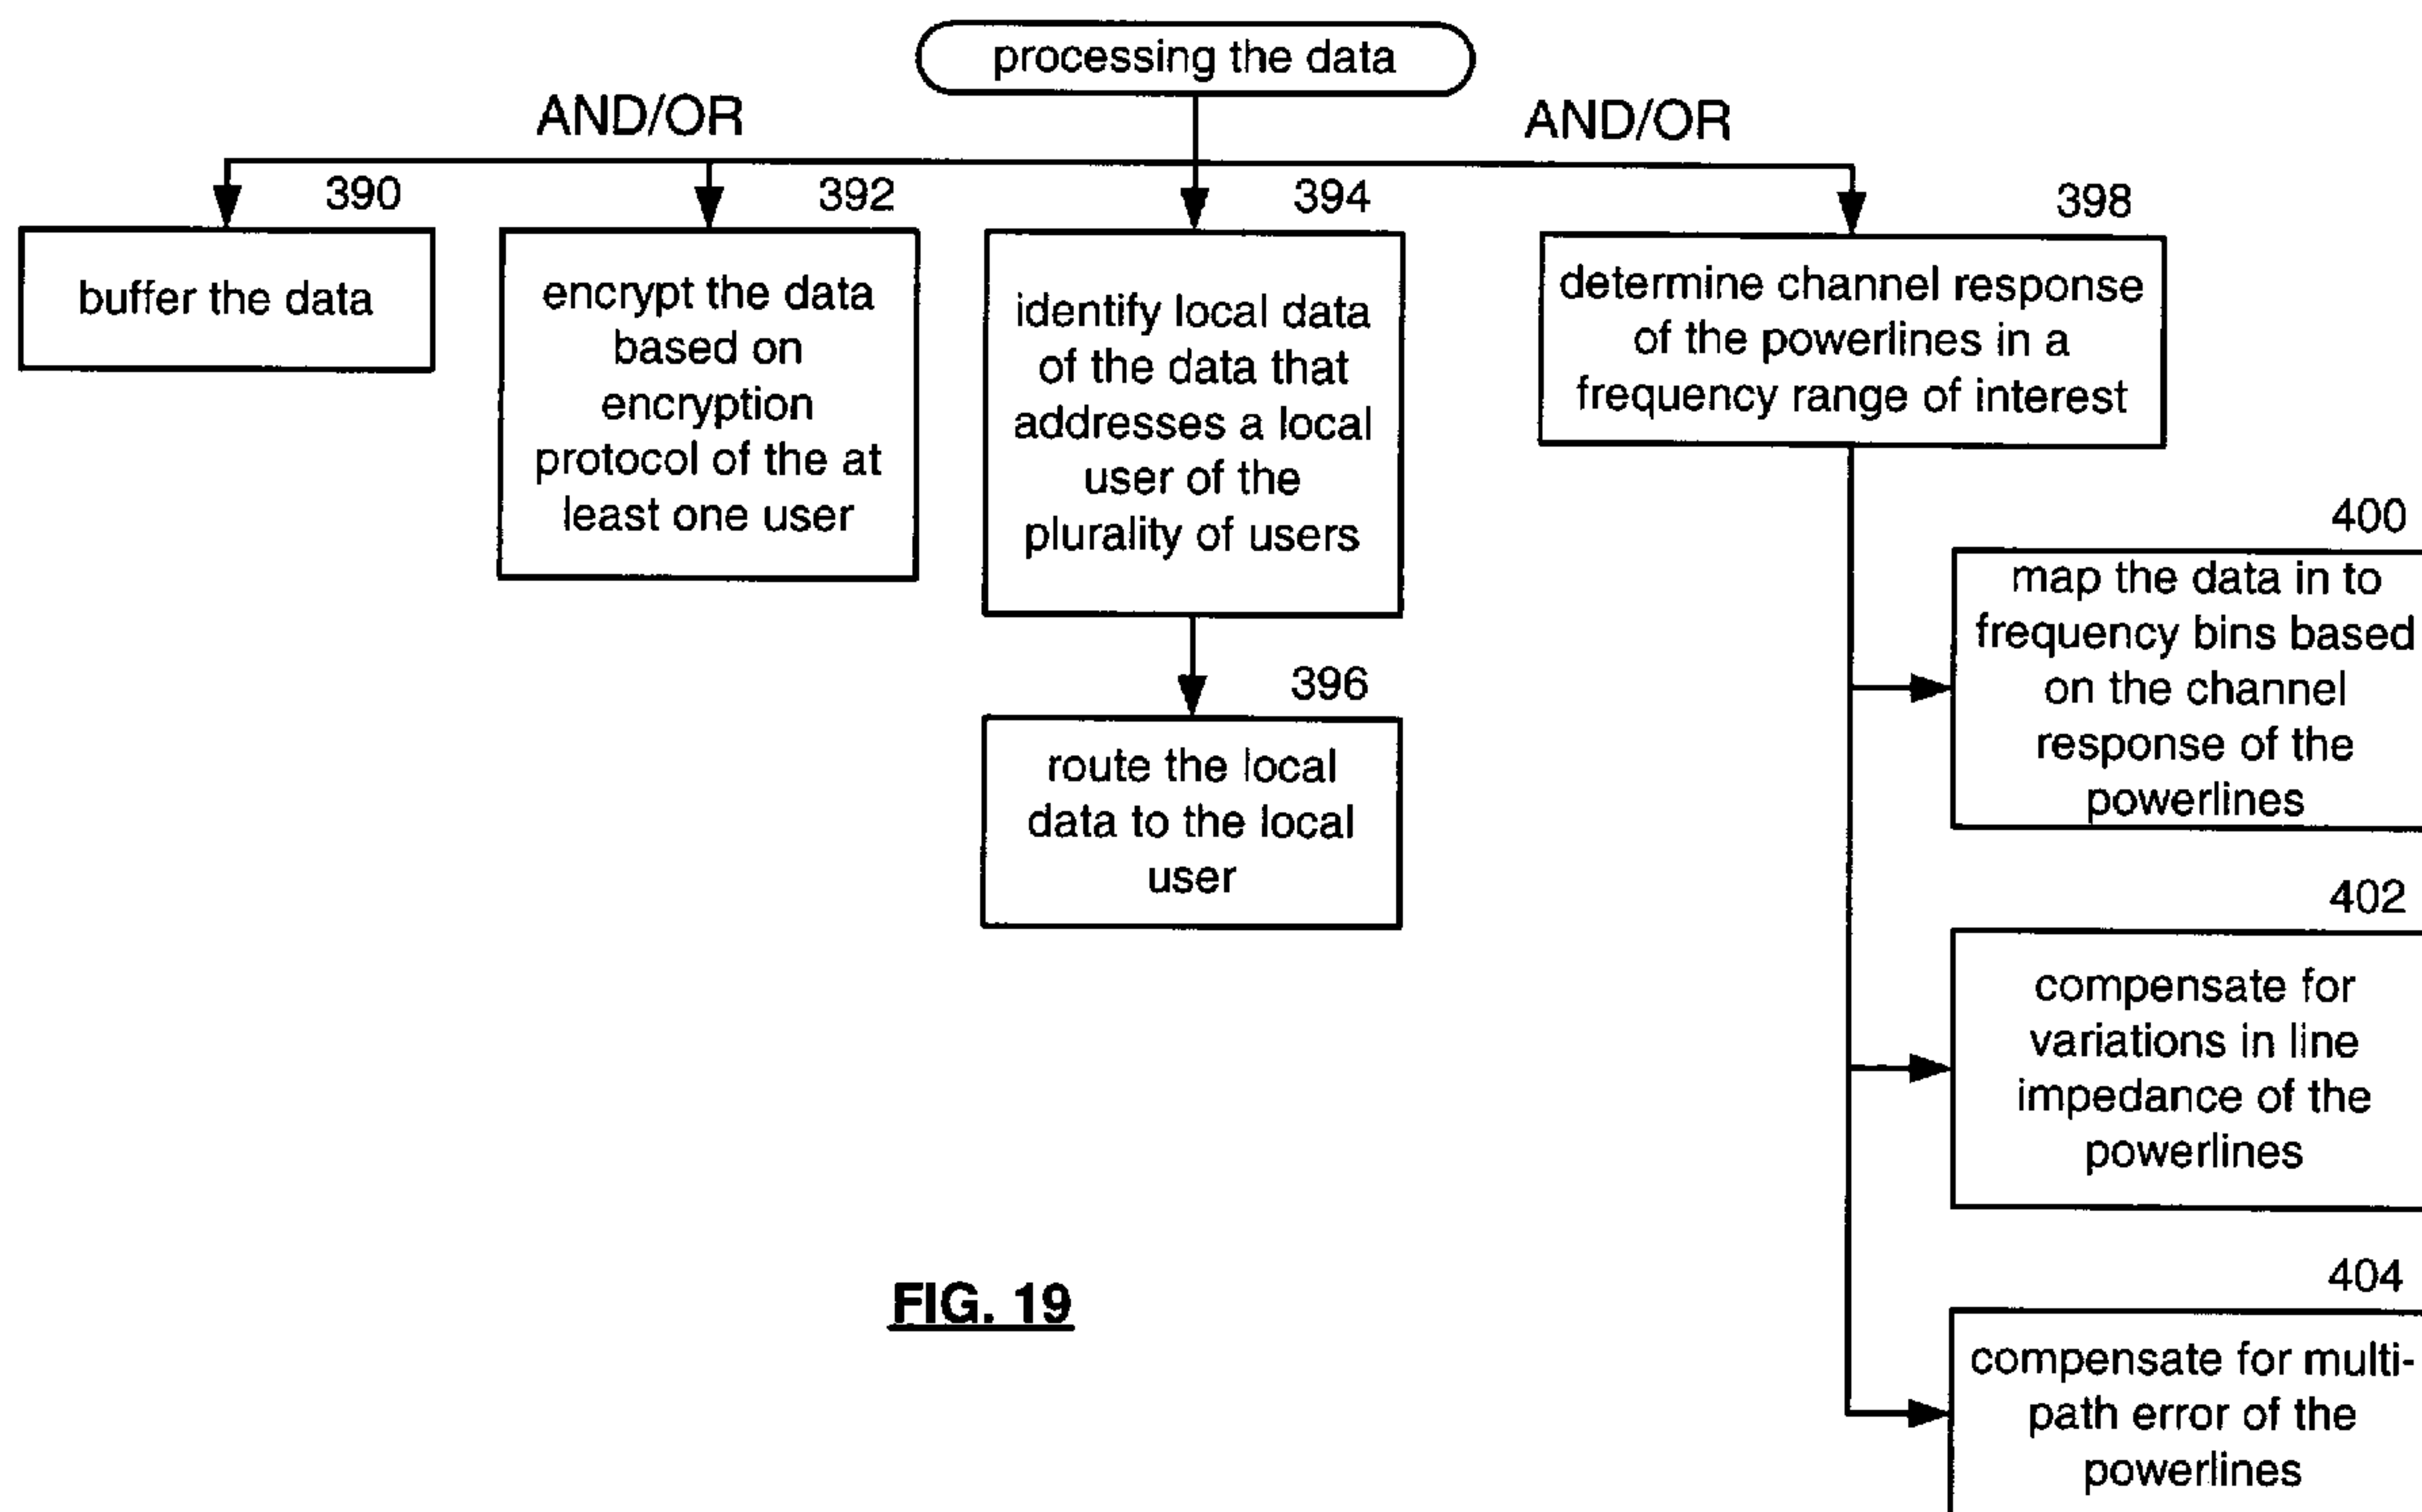 processing the data
AND/OR
AND/OR
390
buffer the data
392
encrypt the data
based on
encryption
protocol of the at
least one user
394
identify local data
of the data that
addresses a local
user of the
plurality of users
396
route the local
data to the local
user
398
determine channel response
of the powerlines in a
frequency range of interest
400
map the data in to
frequency bins based
on the channel
response of the
powerlines
402
compensate for
variations in line
impedance of the
powerlines
404
compensate for multi-
path error of the
powerlines
FIG. 19